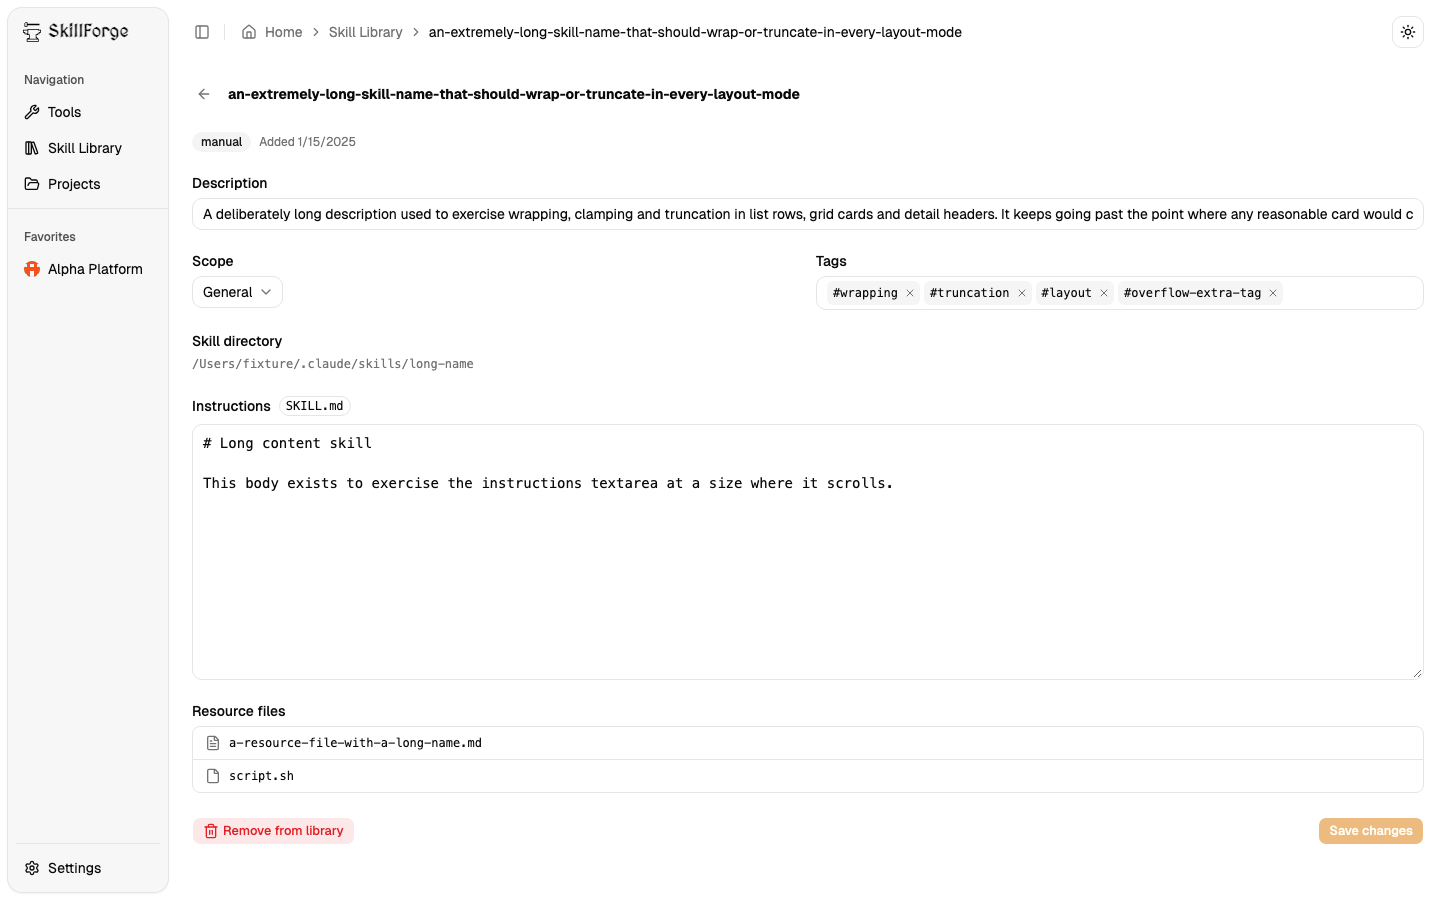 SkillForge
Home > Skill Library > an-extremely-long-skill-name-that-should-wrap-or-truncate-in-every-layout-mode
Navigation
Tools
Skill Library
Projects
Favorites
Alpha Platform
Settings
an-extremely-long-skill-name-that-should-wrap-or-truncate-in-every-layout-mode
manual Added 1/15/2025
Description
A deliberately long description used to exercise wrapping, clamping and truncation in list rows, grid cards and detail headers. It keeps going past the point where any reasonable card would c
Scope
General
Tags
#wrapping × #truncation × #layout × #overflow-extra-tag ×
Skill directory
/Users/fixture/.claude/skills/long-name
Instructions SKILL.md
# Long content skill
This body exists to exercise the instructions textarea at a size where it scrolls.
Resource files
a-resource-file-with-a-long-name.md
script.sh
Remove from library
Save changes